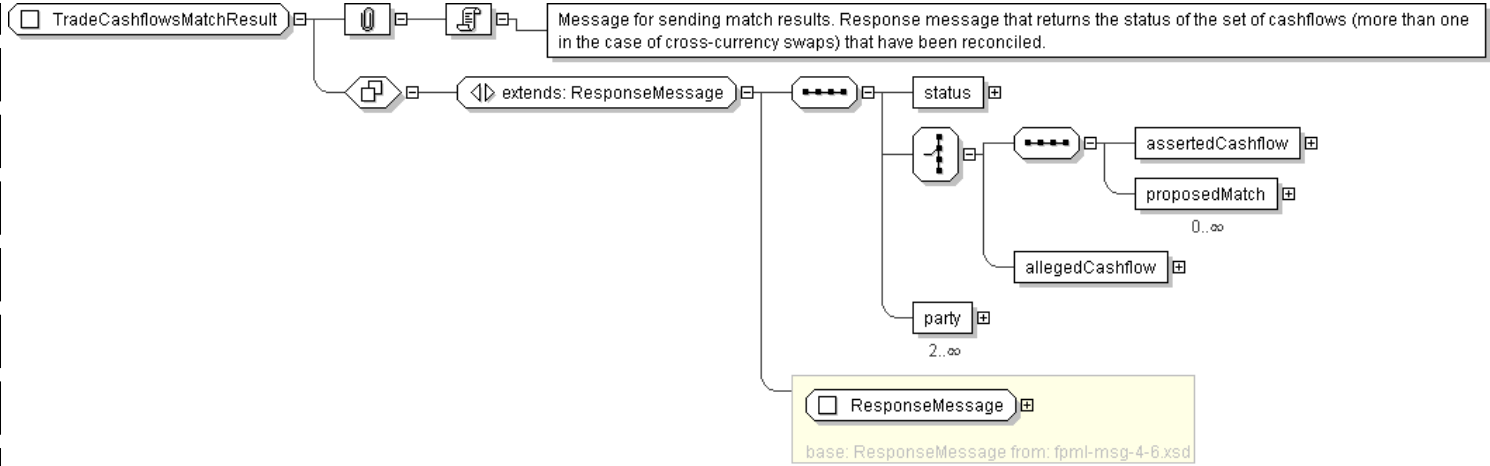 TradeCashflowsMatchResult
Message for sending match results. Response message that returns the status of the set of cashflows (more than one
in the case of cross-currency swaps) that have been reconciled.
extends: ResponseMessage
status
assertedCashflow
proposedMatch
0..∞
allegedCashflow
party
2..∞
ResponseMessage
base: ResponseMessage from: fpml-msg-4-6.xsd